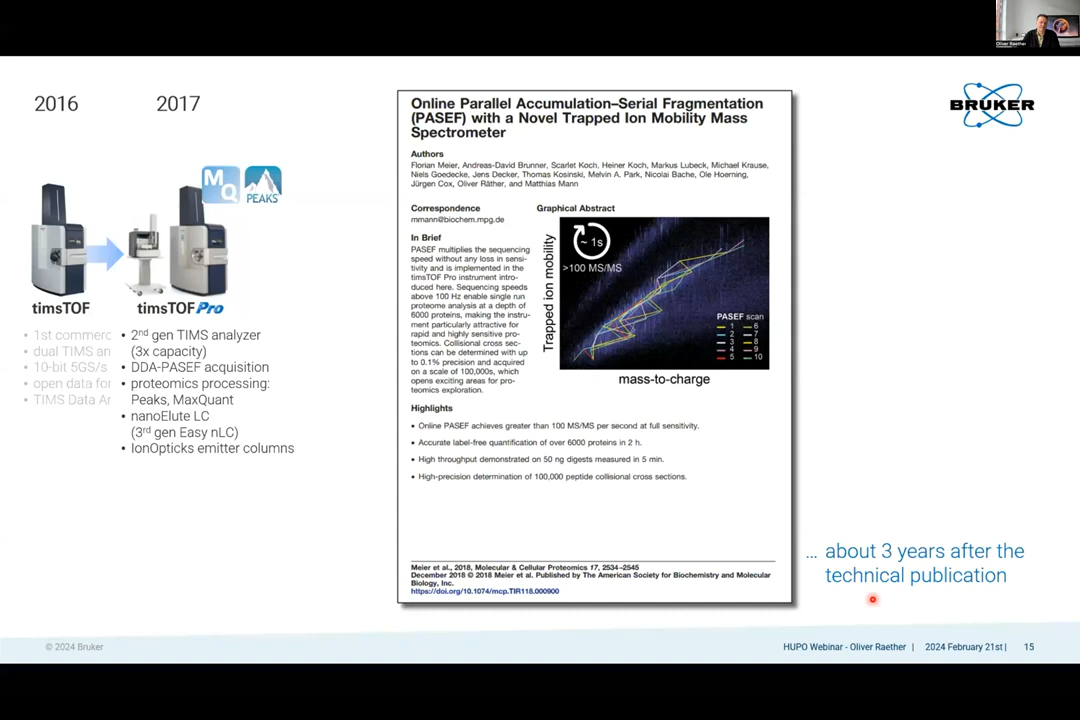 Oliver Raether
2016
2017
BRUKER
MQ
PEAKS
timsTOF
timsTOF Pro
• 1st commerc
• dual TIMS an
• 10-bit 5GS/s
• open data for
• TIMS Data Ar
• 2nd gen TIMS analyzer
(3x capacity)
• DDA-PASEF acquisition
• proteomics processing:
Peaks, MaxQuant
• nanoElute LC
(3rd gen Easy nLC)
• IonOpticks emitter columns
Online Parallel Accumulation–Serial Fragmentation
(PASEF) with a Novel Trapped Ion Mobility Mass
Spectrometer
Authors
Florian Meier, Andreas-David Brunner, Scarlet Koch, Heiner Koch, Markus Lubeck, Michael Krause,
Niels Goedecke, Jens Decker, Thomas Kosinski, Melvin A. Park, Nicolai Bache, Ole Hoerning,
Jürgen Cox, Oliver Räther, and Matthias Mann
Correspondence
mmann@biochem.mpg.de
In Brief
PASEF multiplies the sequencing
speed without any loss in sensi-
tivity and is implemented in the
timsTOF Pro instrument intro-
duced here. Sequencing speeds
above 100 Hz enable single run
proteome analysis at a depth of
6000 proteins, making the instru-
ment particularly attractive for
rapid and highly sensitive pro-
teomics. Collisional cross sec-
tions can be determined with up
to 0.1% precision and acquired
on a scale of 100,000s, which
opens exciting areas for pro-
teomics exploration.
Graphical Abstract
Trapped ion mobility
~ 1s
>100 MS/MS
PASEF scan
1 6
2 7
3 8
4 9
5 10
mass-to-charge
Highlights
• Online PASEF achieves greater than 100 MS/MS per second at full sensitivity.
• Accurate label-free quantification of over 6000 proteins in 2 h.
• High throughput demonstrated on 50 ng digests measured in 5 min.
• High-precision determination of 100,000 peptide collisional cross sections.
Meier et al., 2018, Molecular & Cellular Proteomics 17, 2534–2545
December 2018 © 2018 Meier et al. Published by The American Society for Biochemistry and Molecular
Biology, Inc.
https://doi.org/10.1074/mcp.TIR118.000900
... about 3 years after the
technical publication
© 2024 Bruker
HUPO Webinar - Oliver Raether | 2024 February 21st | 15